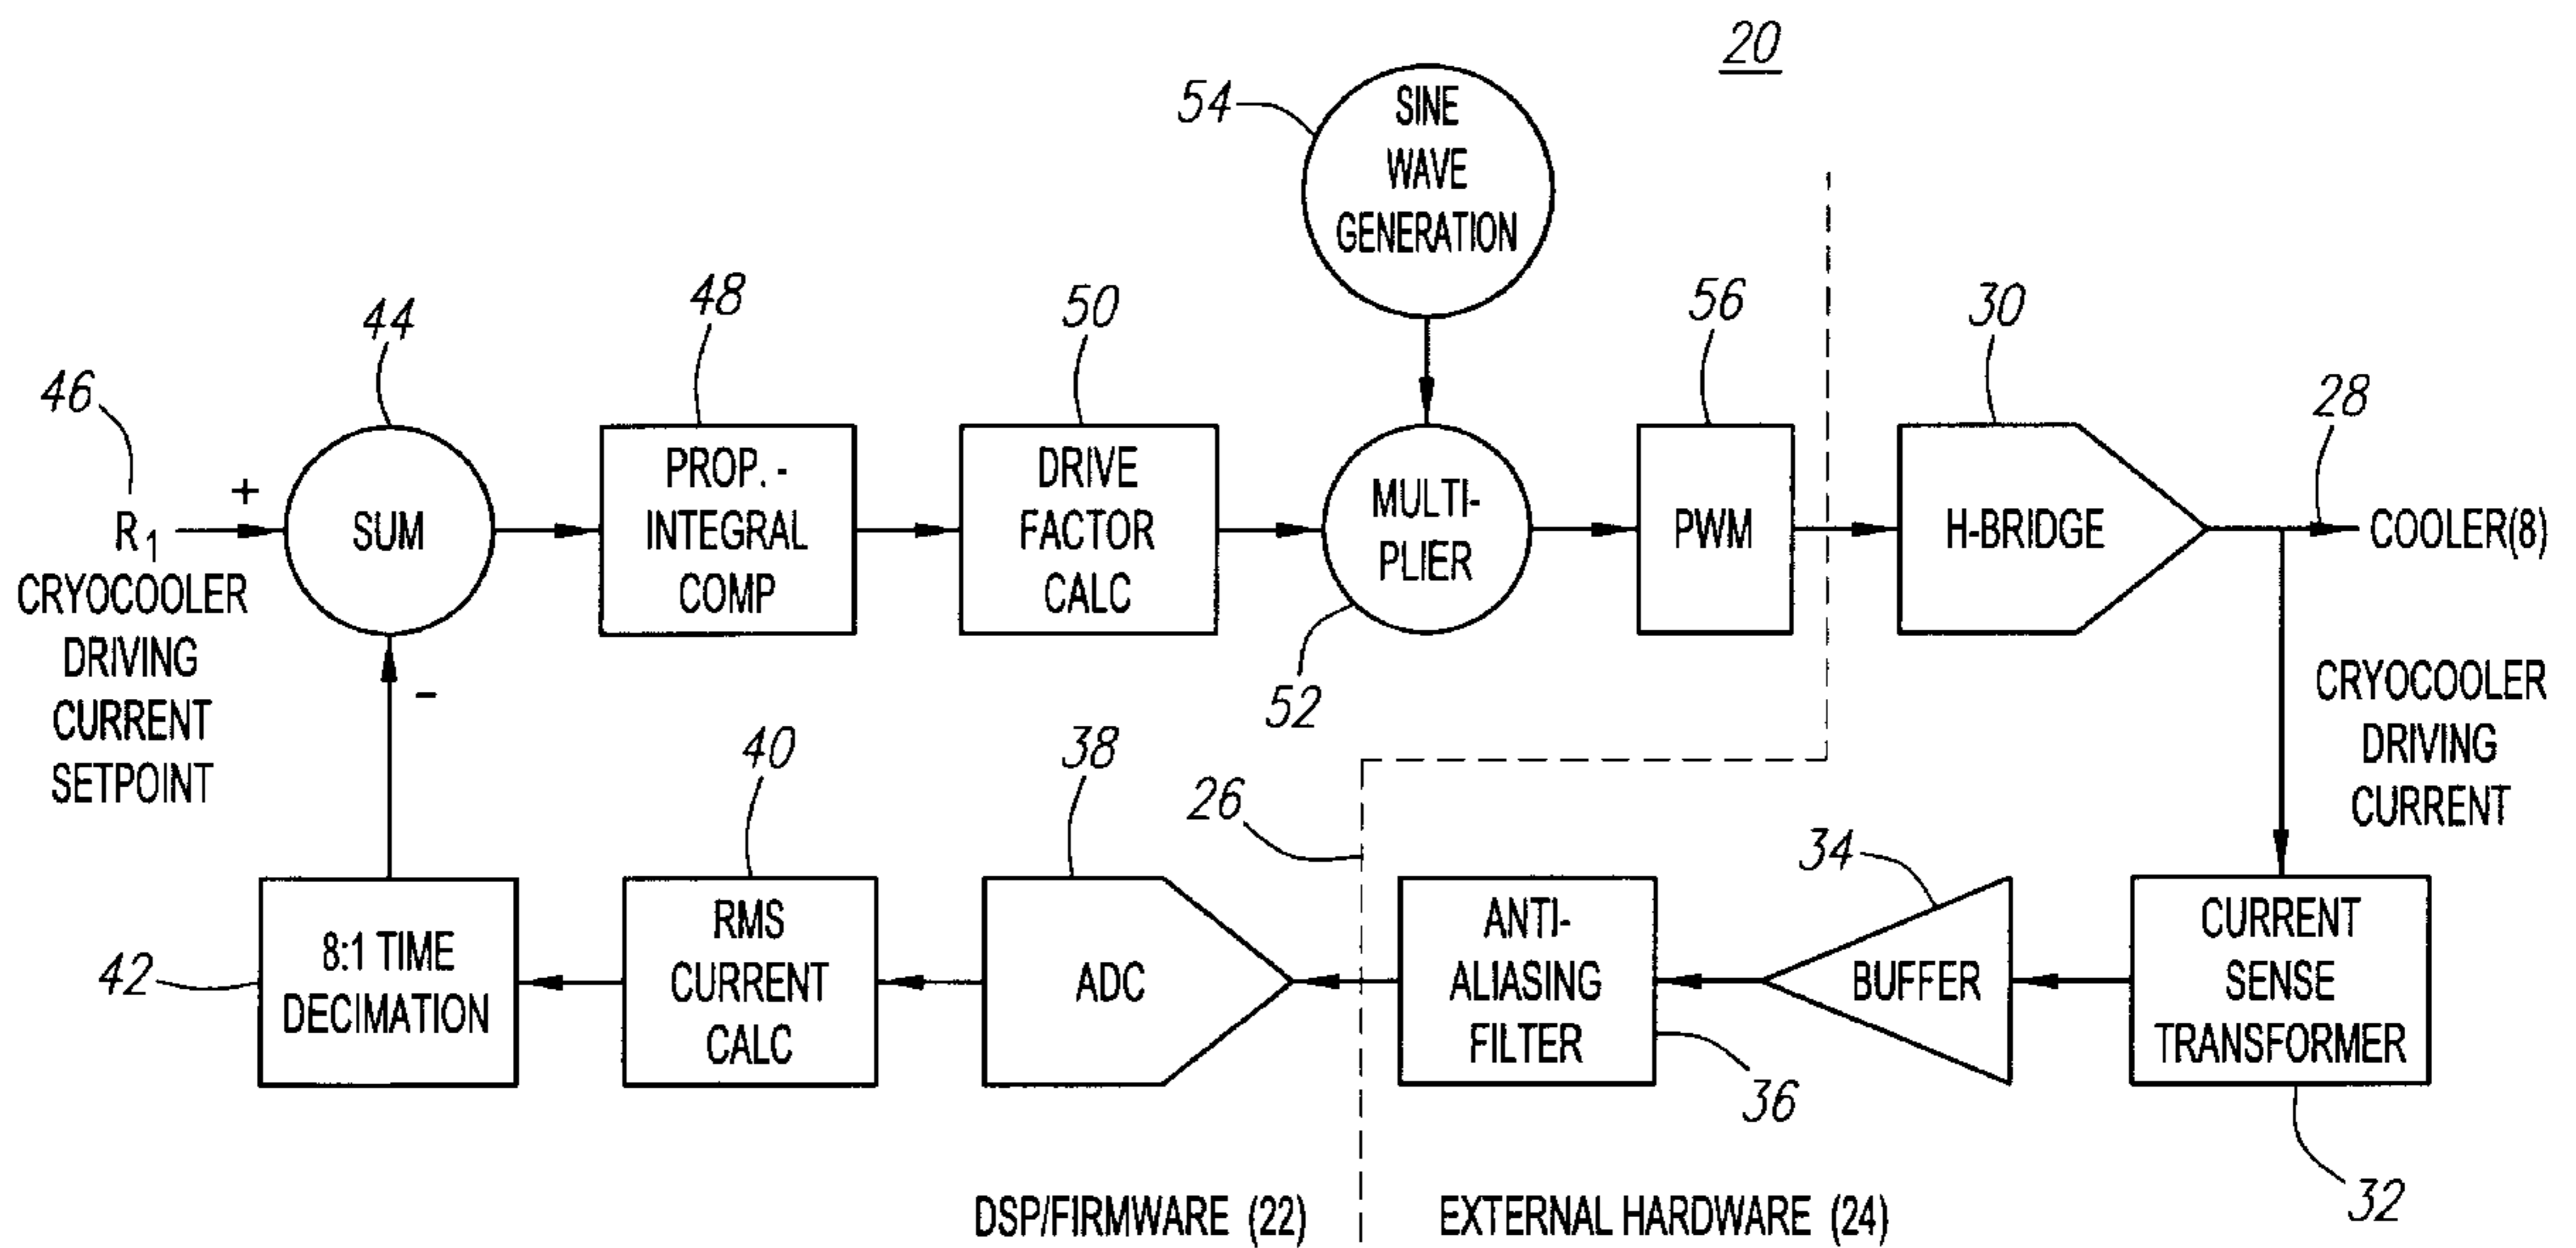 20
54
SINE
WAVE
GENERATION
46
44
48
50
56
30
28
R1
+
SUM
PROP. -
INTEGRAL
COMP
DRIVE
FACTOR
CALC
MULTI-
PLIER
52
PWM
H-BRIDGE
COOLER(8)
CRYOCOOLER
DRIVING
CURRENT
SETPOINT
-
CRYOCOOLER
DRIVING
CURRENT
42
8:1 TIME
DECIMATION
40
RMS
CURRENT
CALC
38
ADC
26
ANTI-
ALIASING
FILTER
36
34
BUFFER
CURRENT
SENSE
TRANSFORMER
32
DSP/FIRMWARE (22)
EXTERNAL HARDWARE (24)